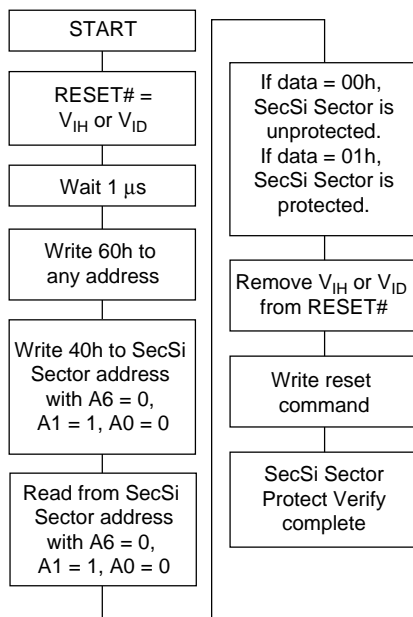 START
RESET# =
V_IH or V_ID
Wait 1 μs
Write 60h to
any address
Write 40h to SecSi
Sector address
with A6 = 0,
A1 = 1, A0 = 0
Read from SecSi
Sector address
with A6 = 0,
A1 = 1, A0 = 0
If data = 00h,
SecSi Sector is
unprotected.
If data = 01h,
SecSi Sector is
protected.
Remove V_IH or V_ID
from RESET#
Write reset
command
SecSi Sector
Protect Verify
complete